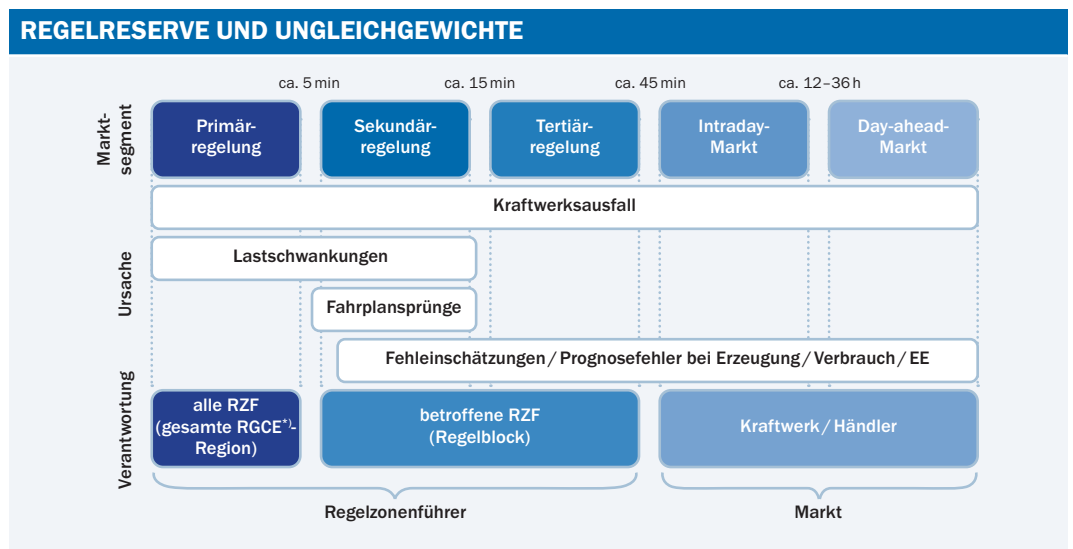 REGELRESERVE UND UNGLEICHGEWICHTE
ca. 5 min
ca. 15 min
ca. 45 min
ca. 12–36 h
Markt-
segment
Primär-
regelung
Sekundär-
regelung
Tertiär-
regelung
Intraday-
Markt
Day-ahead-
Markt
Ursache
Kraftwerksausfall
Lastschwankungen
Fahrplansprünge
Fehleinschätzungen / Prognosefehler bei Erzeugung / Verbrauch / EE
Verantwortung
alle RZF
(gesamte RGCE*)-
Region)
betroffene RZF
(Regelblock)
Kraftwerk / Händler
Regelzonenführer
Markt